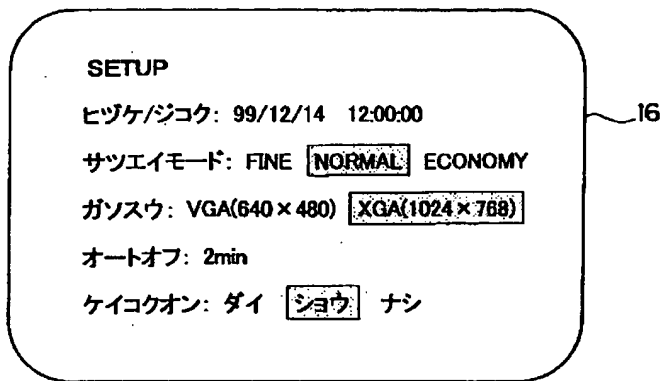 SETUP
ヒヅケ/ジコク: 99/12/14 12:00:00
16
サツエイモード: FINE NORMAL ECONOMY
ガソスウ: VGA(640×480) XGA(1024×768)
オートオフ: 2min
ケイコクオン: ダイ ショウ ナシ